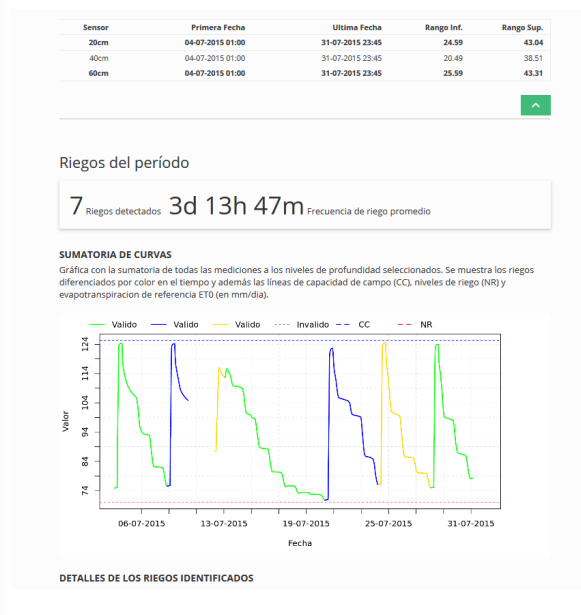 Sensor Primera Fecha Ultima Fecha Rango Inf. Rango Sup.
20cm 04-07-2015 01:00 31-07-2015 23:45 24.59 43.04
40cm 04-07-2015 01:00 31-07-2015 23:45 20.49 38.51
60cm 04-07-2015 01:00 31-07-2015 23:45 25.59 43.31
Riegos del período
7 Riegos detectados 3d 13h 47m Frecuencia de riego promedio
SUMATORIA DE CURVAS
Gráfica con la sumatoria de todas las mediciones a los niveles de profundidad seleccionados. Se muestra los riegos
diferenciados por color en el tiempo y además las líneas de capacidad de campo (CC), niveles de riego (NR) y
evapotranspiracion de referencia ET0 (en mm/dia).
Valido Valido Valido Invalido CC NR
124
114
104
94
84
74
Valor
06-07-2015 13-07-2015 19-07-2015 25-07-2015 31-07-2015
Fecha
DETALLES DE LOS RIEGOS IDENTIFICADOS